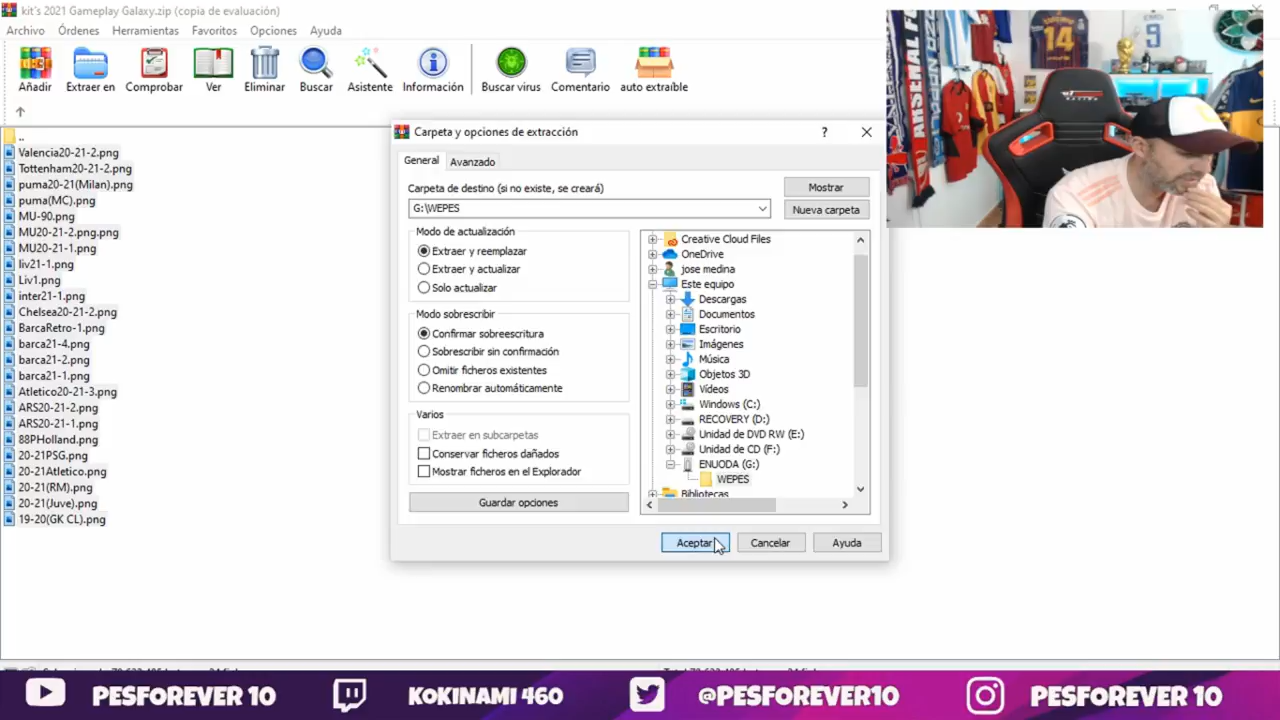 kit's 2021 Gameplay Galaxy.zip (copia de evaluación)
Archivo Órdenes Herramientas Favoritos Opciones Ayuda
Añadir Extraer en Comprobar Ver Eliminar Buscar Asistente Información Buscar virus Comentario auto extraíble
..
Valencia20-21-2.png
Tottenham20-21-2.png
puma20-21(Milan).png
puma(MC).png
MU-90.png
MU20-21-2.png.png
MU20-21-1.png
liv21-1.png
Liv1.png
inter21-1.png
Chelsea20-21-2.png
BarcaRetro-1.png
barca21-4.png
barca21-2.png
barca21-1.png
Atletico20-21-3.png
ARS20-21-2.png
ARS20-21-1.png
88PHolland.png
20-21PSG.png
20-21Atletico.png
20-21(RM).png
20-21(Juve).png
19-20(GK CL).png
Carpeta y opciones de extracción
?
General Avanzado
Carpeta de destino (si no existe, se creará)
G:\WEPES
Mostrar
Nueva carpeta
Modo de actualización
Extraer y reemplazar
Extraer y actualizar
Solo actualizar
Modo sobrescribir
Confirmar sobreescritura
Sobrescribir sin confirmación
Omitir ficheros existentes
Renombrar automáticamente
Varios
Extraer en subcarpetas
Conservar ficheros dañados
Mostrar ficheros en el Explorador
Guardar opciones
Creative Cloud Files
OneDrive
jose medina
Este equipo
Descargas
Documentos
Escritorio
Imágenes
Música
Objetos 3D
Vídeos
Windows (C:)
RECOVERY (D:)
Unidad de DVD RW (E:)
Unidad de CD (F:)
ENUODA (G:)
WEPES
Bibliotecas
Aceptar Cancelar Ayuda
14
9
PESFOREVER 10 KOKINAMI 460 @PESFOREVER10 PESFOREVER 10